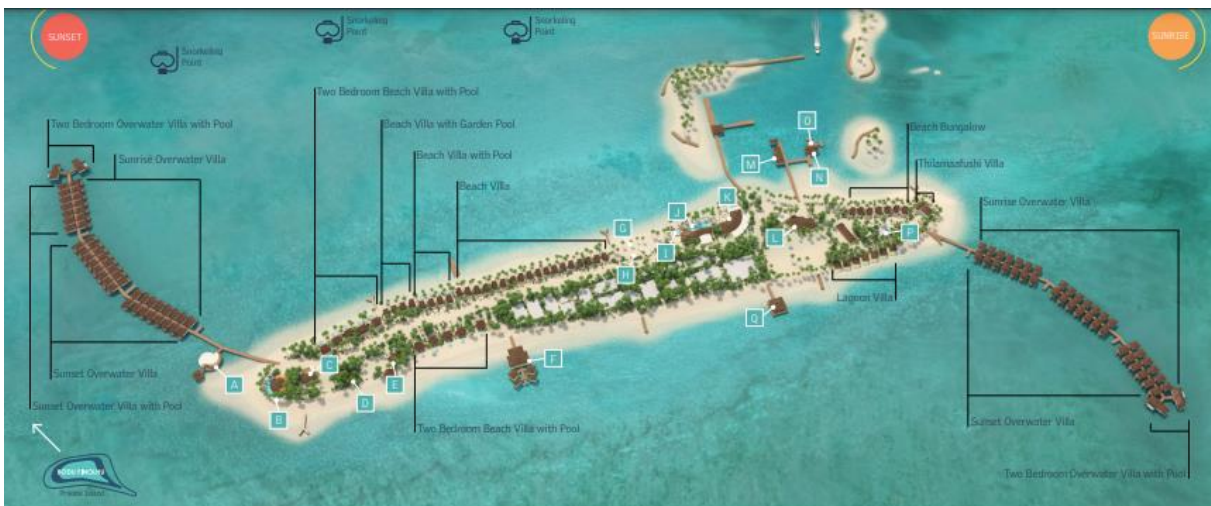 SUNSET
Snorkeling
Point
Snorkeling
Point
Snorkeling
Point
SUNRISE
Two Bedroom Beach Villa with Pool
Two Bedroom Overwater Villa with Pool
Beach Villa with Garden Pool
Sunrise Overwater Villa
Beach Villa with Pool
Beach Villa
Beach Bungalow
Thilamaafushi Villa
Sunrise Overwater Villa
O
M
N
K
J
G
I
H
L
P
Lagoon Villa
Q
F
A
C
E
B
D
Sunset Overwater Villa
Sunset Overwater Villa with Pool
Two Bedroom Beach Villa with Pool
Sunset Overwater Villa
Two Bedroom Overwater Villa with Pool
Private Island